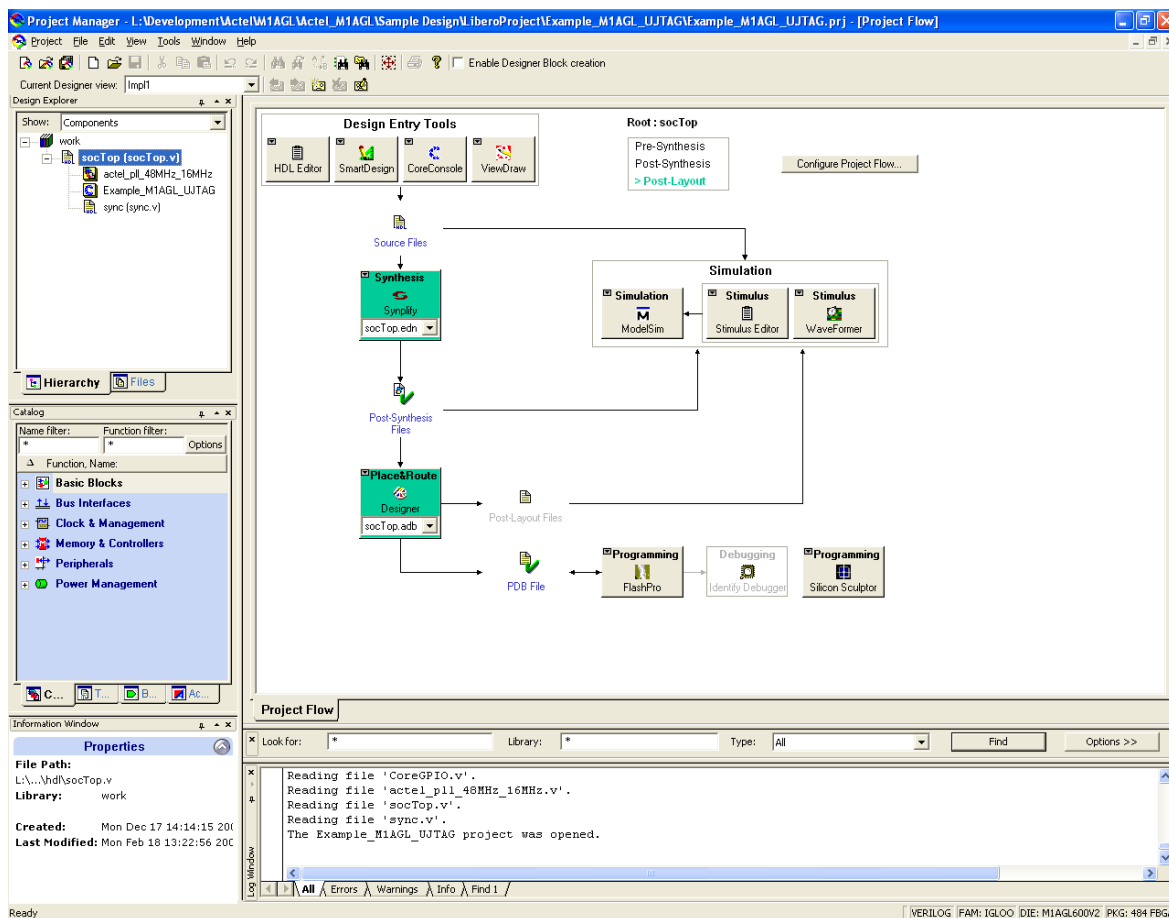 Project Manager - L:\Development\Actel\M1AGL\Actel_M1AGL\Sample Design\LiberoProject\Example_M1AGL_UJTAG\Example_M1AGL_UJTAG.prj - [Project Flow]
Project File Edit View Tools Window Help
Enable Designer Block creation
Current Designer view: Impl1
Design Explorer
Show: Components
work
socTop (socTop.v)
actel_pll_48MHz_16MHz
Example_M1AGL_UJTAG
sync (sync.v)
Hierarchy Files
Catalog
Name filter: Function filter:
* * Options
Function, Name:
Basic Blocks
Bus Interfaces
Clock & Management
Memory & Controllers
Peripherals
Power Management
C... T... B... Ac...
Information Window
Properties
File Path:
L:\...\hdl\socTop.v
Library: work
Created: Mon Dec 17 14:14:15 200
Last Modified: Mon Feb 18 13:22:56 200
Design Entry Tools
HDL Editor SmartDesign CoreConsole ViewDraw
Root : socTop
Pre-Synthesis
Post-Synthesis
> Post-Layout
Configure Project Flow...
Source Files
Synthesis
Synplify
socTop.edn
Simulation
Simulation Stimulus Stimulus
ModelSim Stimulus Editor WaveFormer
Post-Synthesis
Files
Place&Route
Designer
socTop.adb
Post-Layout Files
PDB File
Programming Debugging Programming
FlashPro Identify Debugger Silicon Sculptor
Project Flow
Look for: * Library: * Type: All Find Options >>
Reading file 'CoreGPIO.v'.
Reading file 'actel_pll_48MHz_16MHz.v'.
Reading file 'socTop.v'.
Reading file 'sync.v'.
The Example_M1AGL_UJTAG project was opened.
Log Window
All Errors Warnings Info Find 1
Ready VERILOG FAM: IGLOO DIE: M1AGL600V2 PKG: 484 FBG